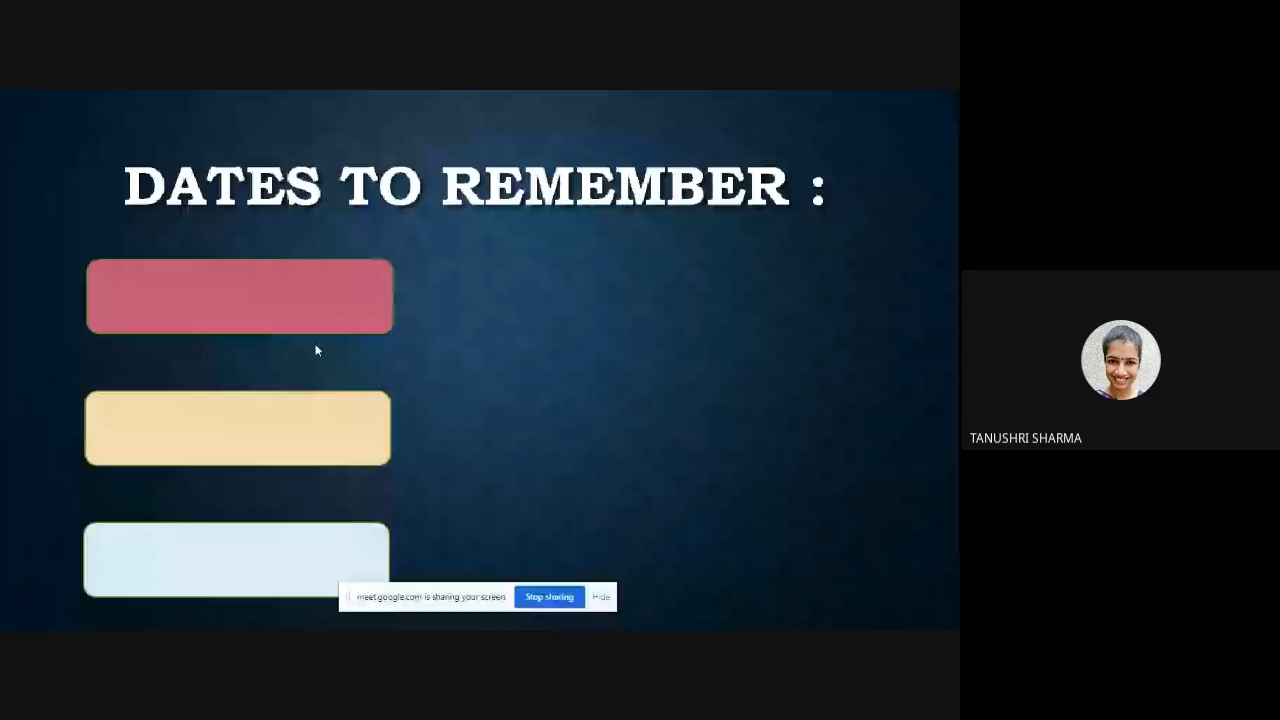 DATES TO REMEMBER :
meet.google.com is sharing your screen.
Stop sharing
Hide
TANUSHRI SHARMA